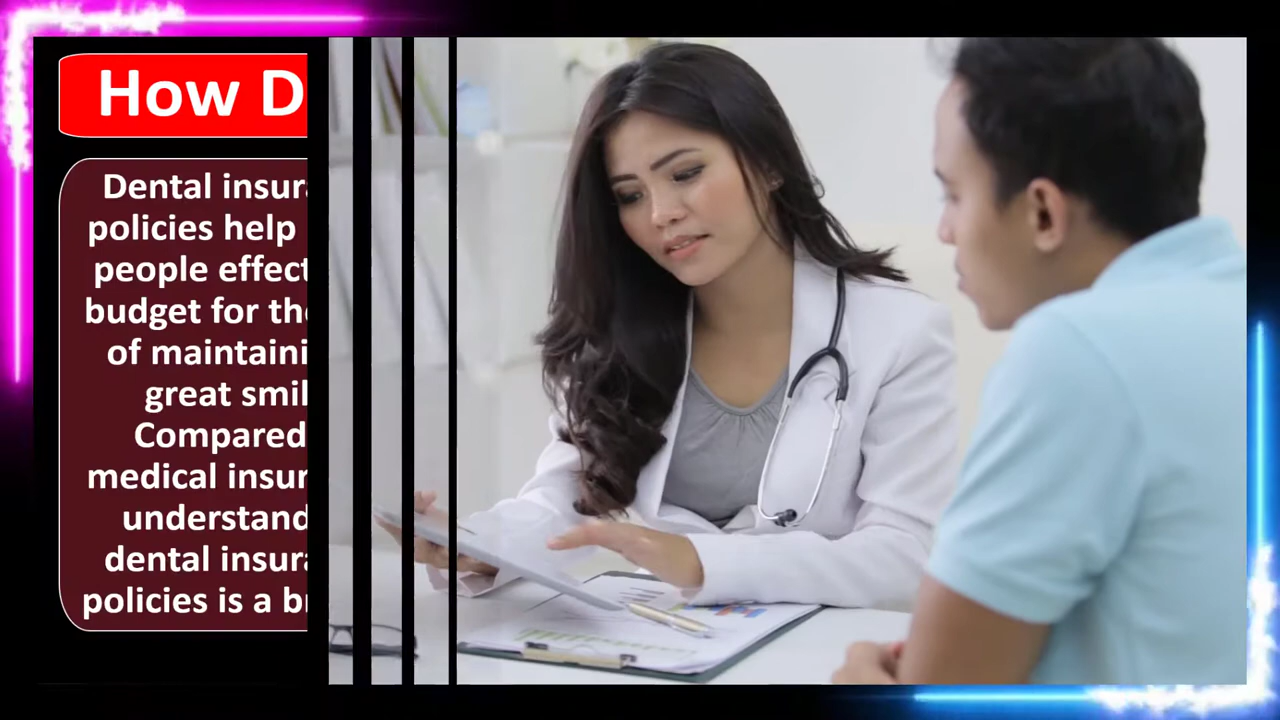 How D
Dental insur
policies help
people effect
budget for th
of maintaini
great smil
Compared
medical insur
understand
dental insur
policies is a b